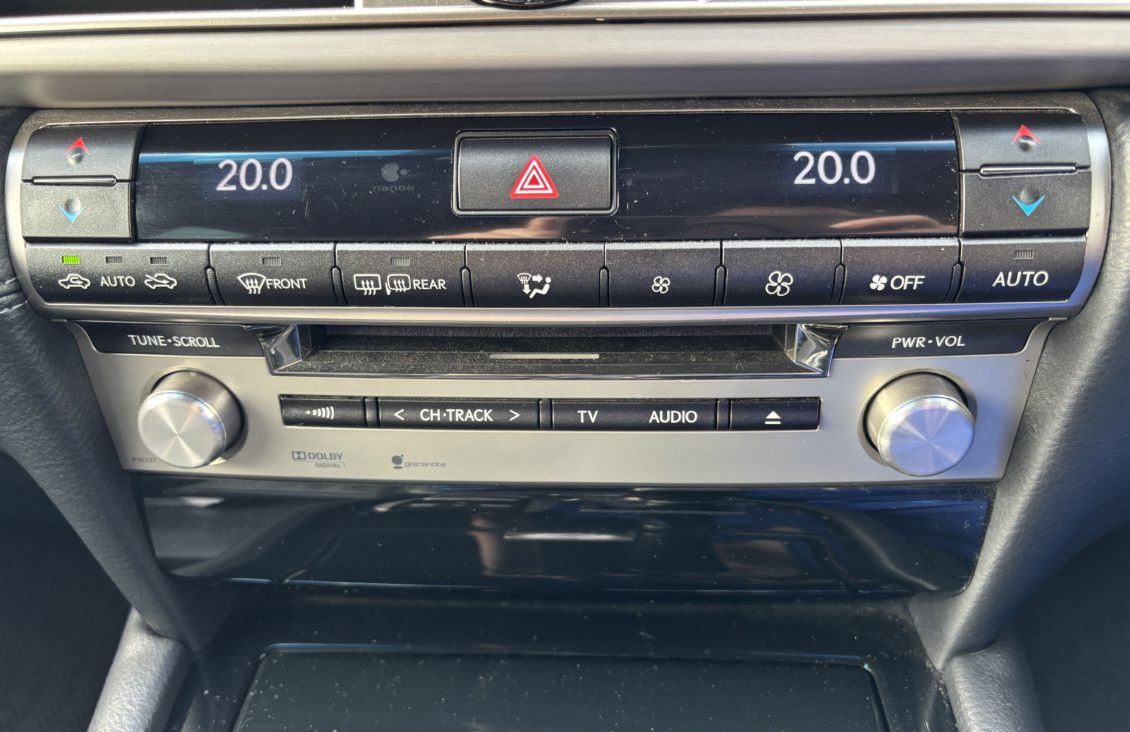 20.0
nanoe
20.0
AUTO
FRONT
REAR
OFF
AUTO
TUNE•SCROLL
PWR•VOL
< CH•TRACK >
TV
AUDIO
P10327
DOLBY
DIGITAL
gracenote